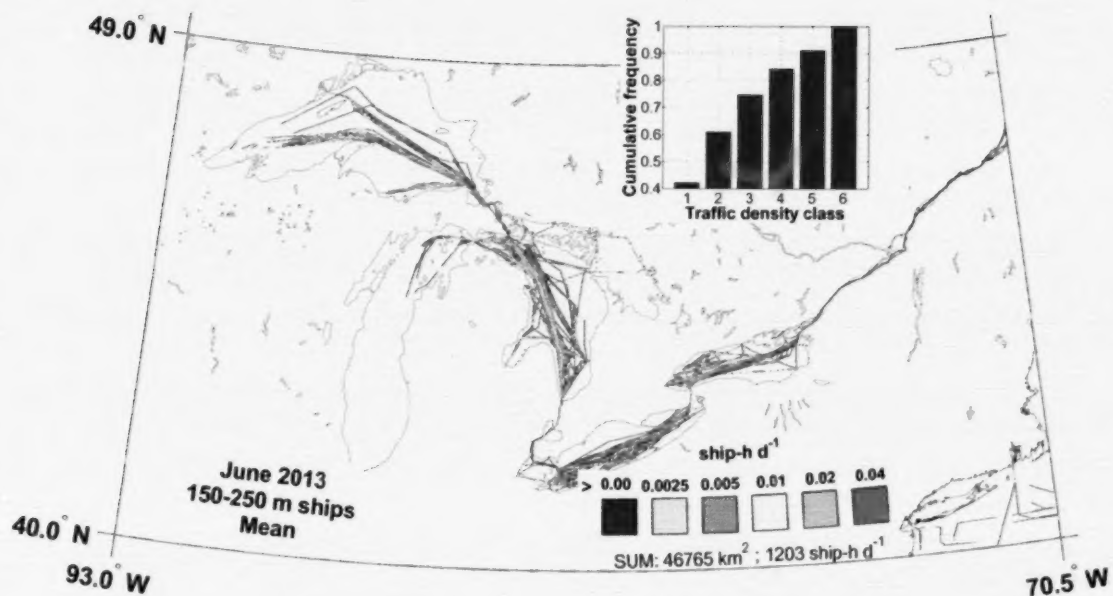 49.0° N
Cumulative frequency
1
0.9
0.8
0.7
0.6
0.5
0.4
1 2 3 4 5 6
Traffic density class
June 2013
150-250 m ships
Mean
ship-h d⁻¹
> 0.00 0.0025 0.005 0.01 0.02 0.04
SUM: 46765 km² ; 1203 ship-h d⁻¹
40.0° N
93.0° W
70.5° W